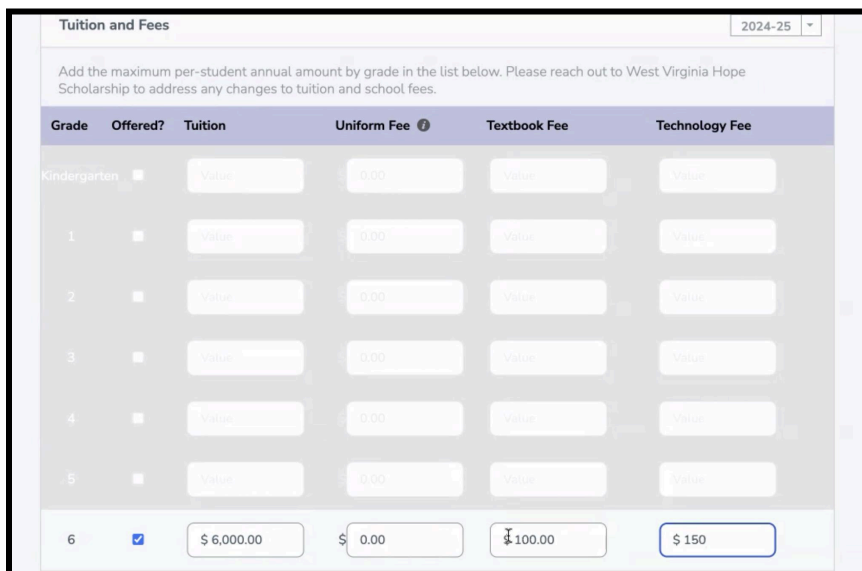 Tuition and Fees 2024-25
Add the maximum per-student annual amount by grade in the list below. Please reach out to West Virginia Hope
Scholarship to address any changes to tuition and school fees.
Grade Offered? Tuition Uniform Fee Textbook Fee Technology Fee
Kindergarten Value $ 0.00 Value Value
1 Value $ 0.00 Value Value
2 Value $ 0.00 Value Value
3 Value $ 0.00 Value Value
4 Value $ 0.00 Value Value
5 Value $ 0.00 Value Value
6 $ 6,000.00 $ 0.00 $ 100.00 $ 150